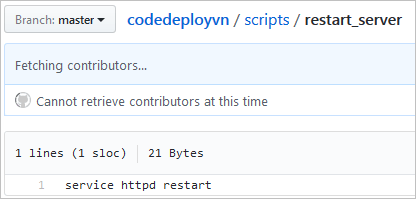 Branch: master codedeployvn / scripts / restart_server
Fetching contributors...
Cannot retrieve contributors at this time
1 lines (1 sloc) 21 Bytes
1 service httpd restart